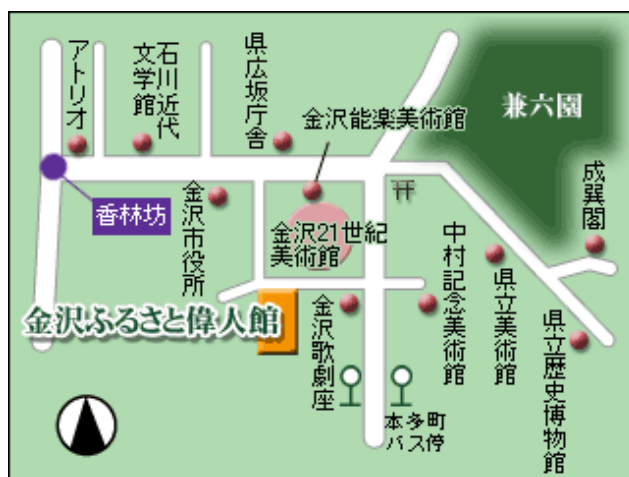 アトリオ
石川近代
文学館
県広坂庁舎
金沢能楽美術館
兼六園
成巽閣
香林坊
金沢市役所
金沢21世紀
美術館
中村記念美術館
県立美術館
県立歴史博物館
金沢ふるさと偉人館
金沢歌劇座
本多町
バス停